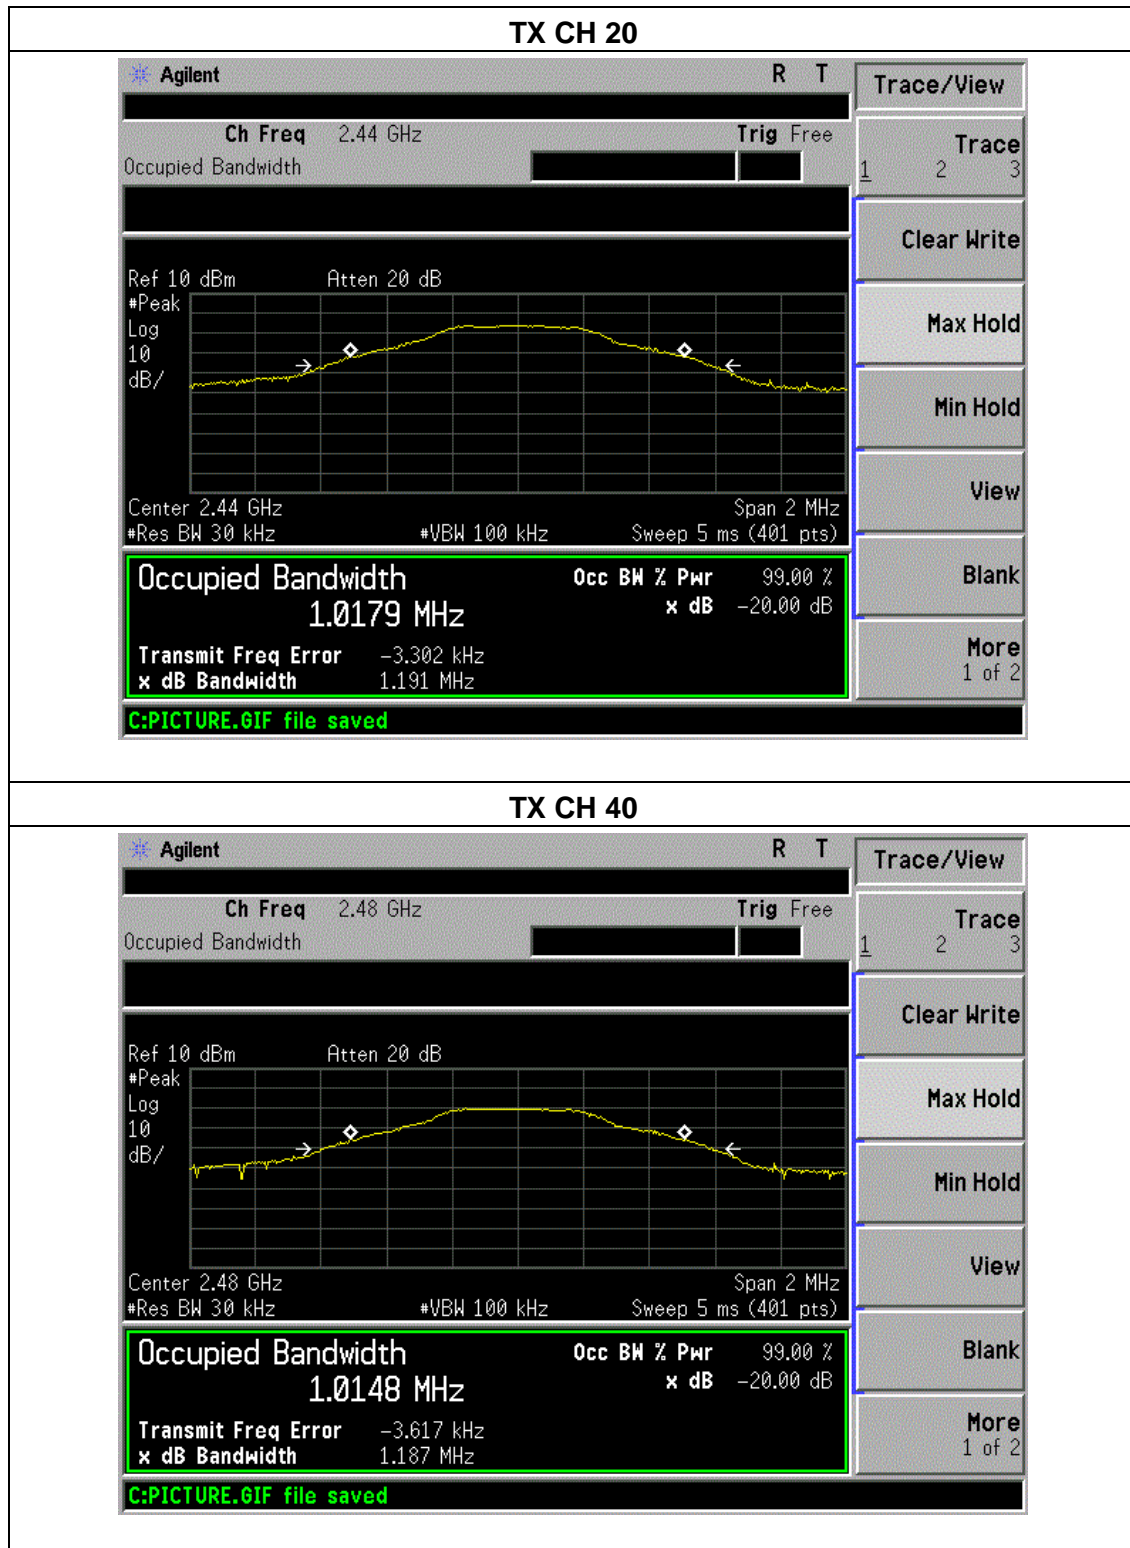 TX CH 20
Agilent R T
Trace/View
Ch Freq 2.44 GHz Trig Free
Occupied Bandwidth
Trace
1 2 3
Clear Write
Ref 10 dBm Atten 20 dB
#Peak
Log
10
dB/
Max Hold
Min Hold
View
Center 2.44 GHz Span 2 MHz
#Res BW 30 kHz #VBW 100 kHz Sweep 5 ms (401 pts)
Occupied Bandwidth Occ BW % Pwr 99.00 %
1.0179 MHz x dB -20.00 dB
Blank
Transmit Freq Error -3.302 kHz
x dB Bandwidth 1.191 MHz
More
1 of 2
C:PICTURE.GIF file saved
TX CH 40
Agilent R T
Trace/View
Ch Freq 2.48 GHz Trig Free
Occupied Bandwidth
Trace
1 2 3
Clear Write
Ref 10 dBm Atten 20 dB
#Peak
Log
10
dB/
Max Hold
Min Hold
View
Center 2.48 GHz Span 2 MHz
#Res BW 30 kHz #VBW 100 kHz Sweep 5 ms (401 pts)
Occupied Bandwidth Occ BW % Pwr 99.00 %
1.0148 MHz x dB -20.00 dB
Blank
Transmit Freq Error -3.617 kHz
x dB Bandwidth 1.187 MHz
More
1 of 2
C:PICTURE.GIF file saved